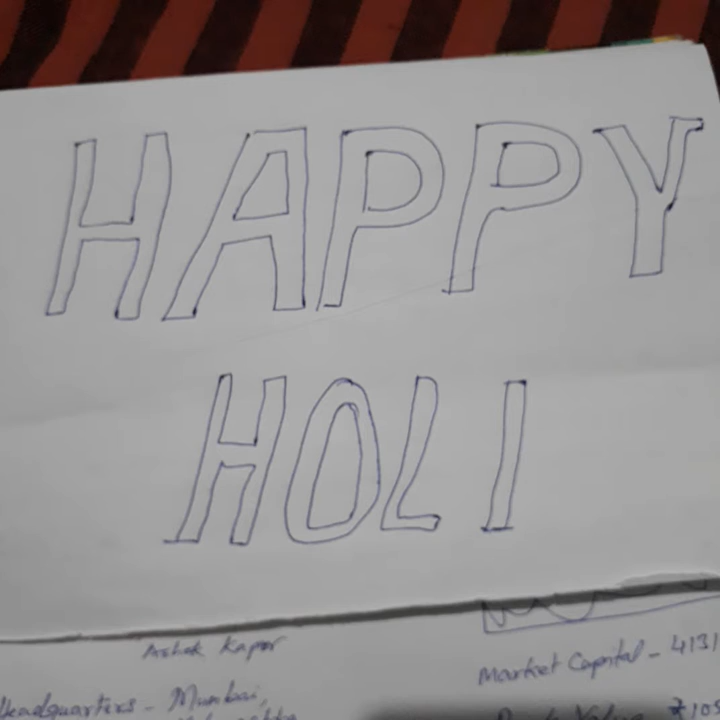 HAPPY
HOLI
Ashok Kapor
Market Capital - 4131
Headquarters - Mumbai,